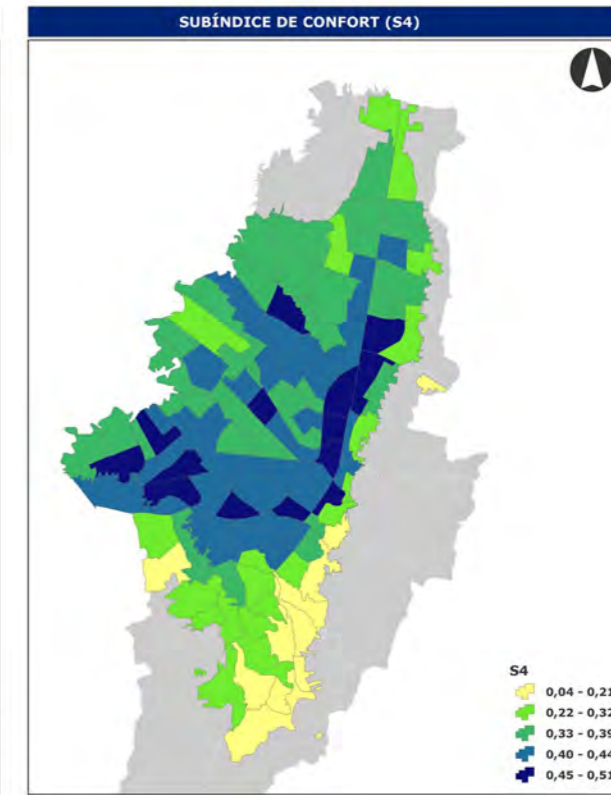 SUBÍNDICE DE CONFORT (S4)
S4
0,04 - 0,21
0,22 - 0,32
0,33 - 0,39
0,40 - 0,44
0,45 - 0,51